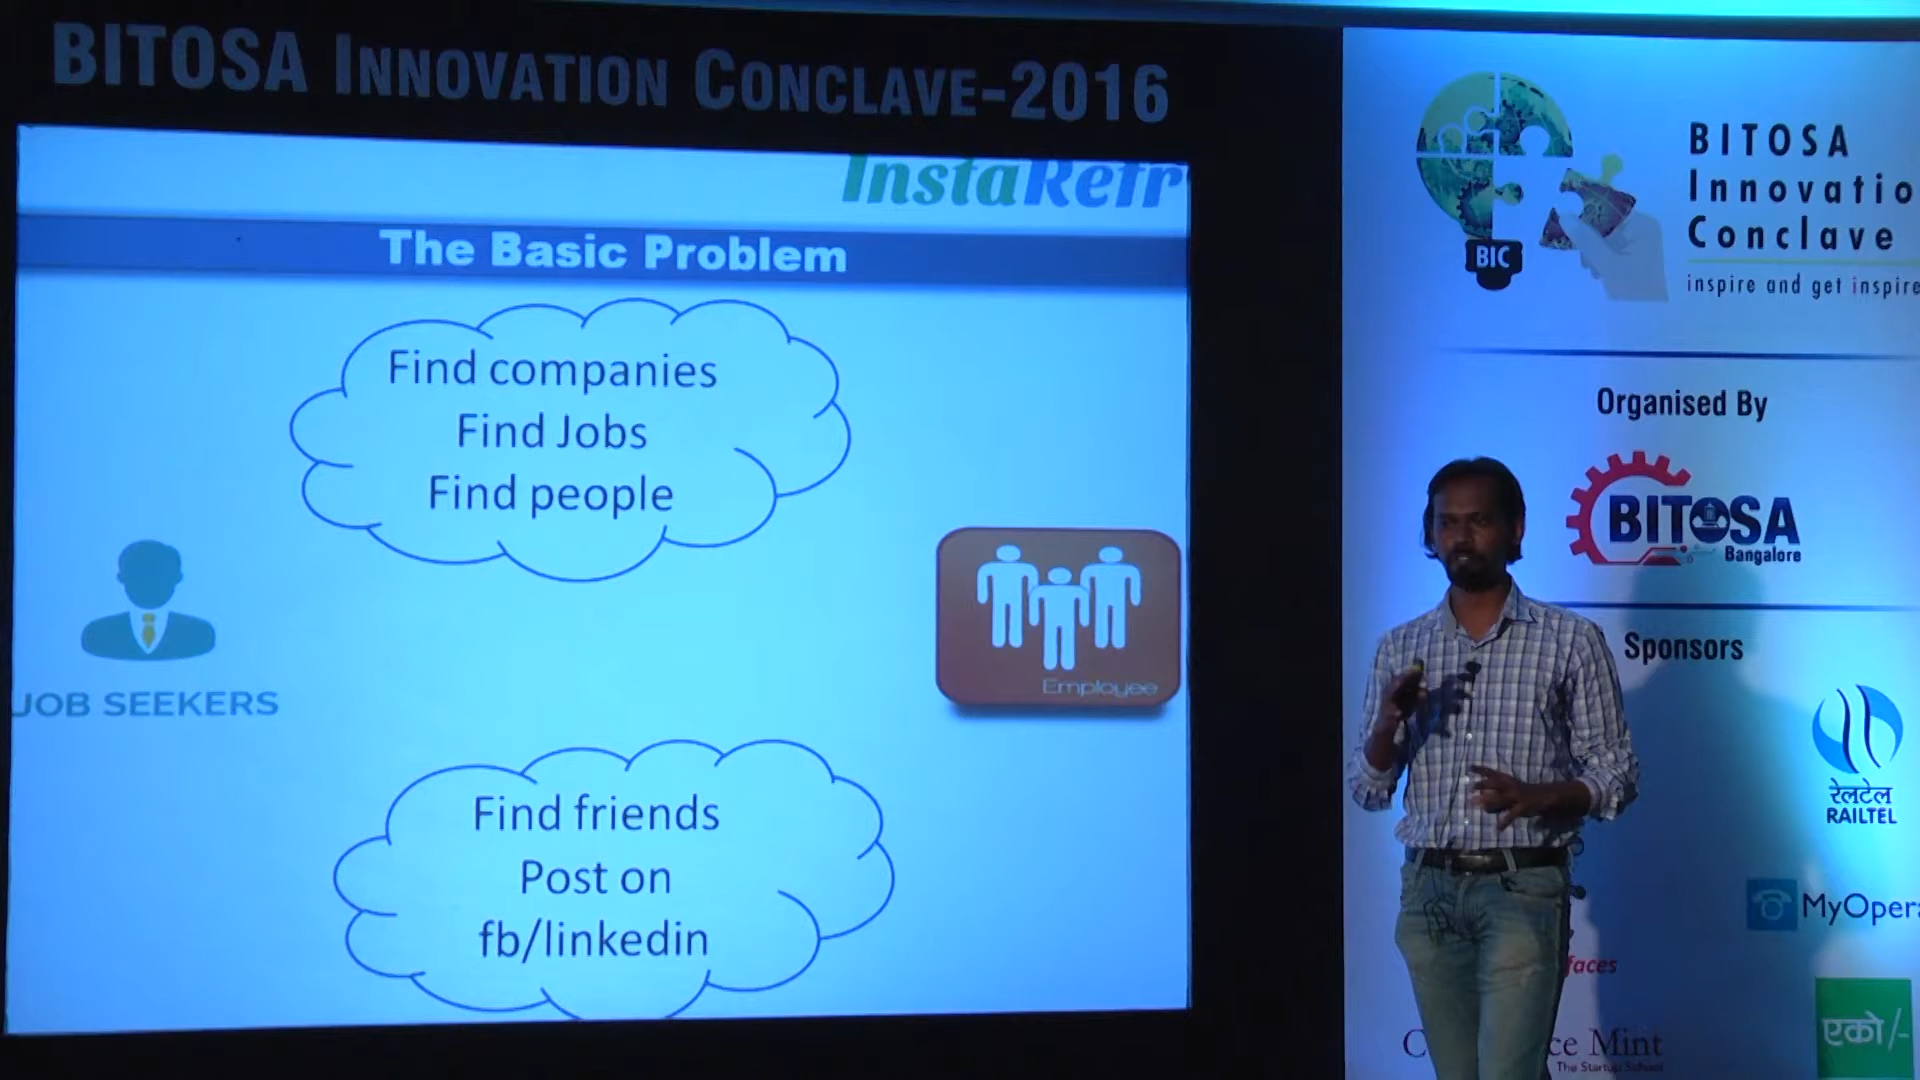 BITOSA INNOVATION CONCLAVE-2016
InstaRefr
The Basic Problem
Find companies
Find Jobs
Find people
JOB SEEKERS
Employee
Find friends
Post on
fb/linkedin
BITOSA
Innovatio
Conclave
BIC
inspire and get inspire
Organised By
BITOSA
Bangalore
Sponsors
रेलटेल
RAILTEL
MyOpera
faces
ce Mint
The Startup School
एको/-